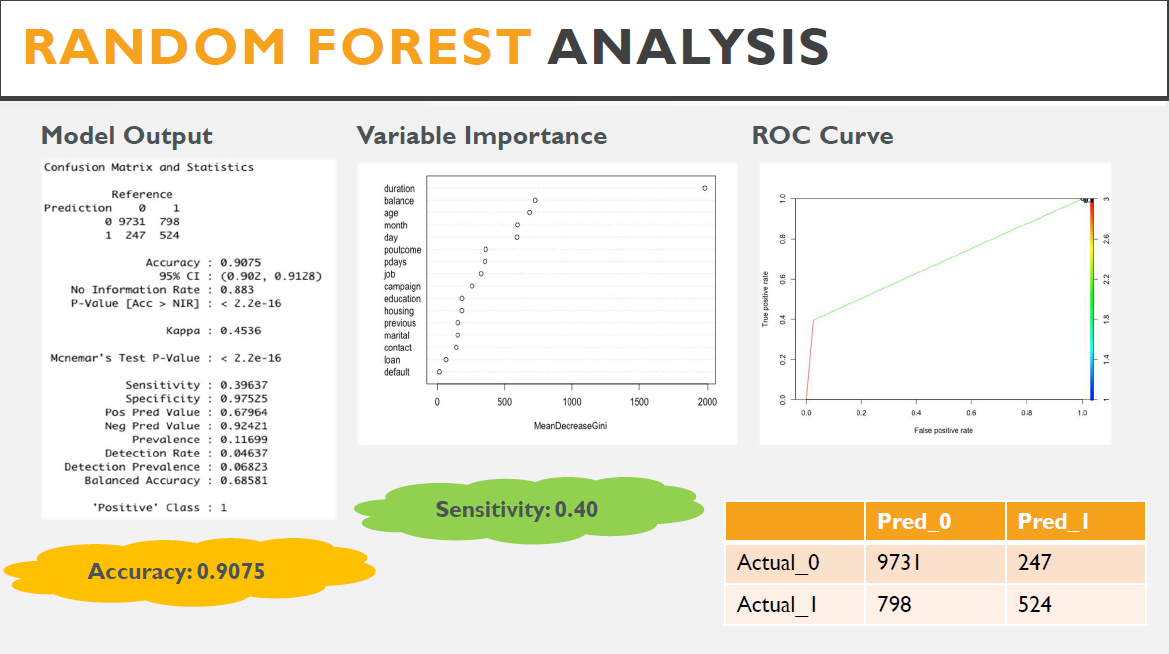 RANDOM FOREST ANALYSIS
Model Output
Confusion Matrix and Statistics
Reference
Prediction 0 1
0 9731 798
1 247 524
Accuracy : 0.9075
95% CI : (0.902, 0.9128)
No Information Rate : 0.883
P-Value [Acc > NIR] : < 2.2e-16
Kappa : 0.4536
Mcnemar's Test P-Value : < 2.2e-16
Sensitivity : 0.39637
Specificity : 0.97525
Pos Pred Value : 0.67964
Neg Pred Value : 0.92421
Prevalence : 0.11699
Detection Rate : 0.04637
Detection Prevalence : 0.06823
Balanced Accuracy : 0.68581
'Positive' Class : 1
Accuracy: 0.9075
Variable Importance
duration
balance
age
month
day
poutcome
pdays
job
campaign
education
housing
previous
marital
contact
loan
default
0 500 1000 1500 2000
MeanDecreaseGini
Sensitivity: 0.40
ROC Curve
True positive rate
1.0
0.8
0.6
0.4
0.2
0.0
0.0 0.2 0.4 0.6 0.8 1.0
False positive rate
3
2.6
2.2
1.8
1.4
1
Pred_0 Pred_1
Actual_0 9731 247
Actual_1 798 524